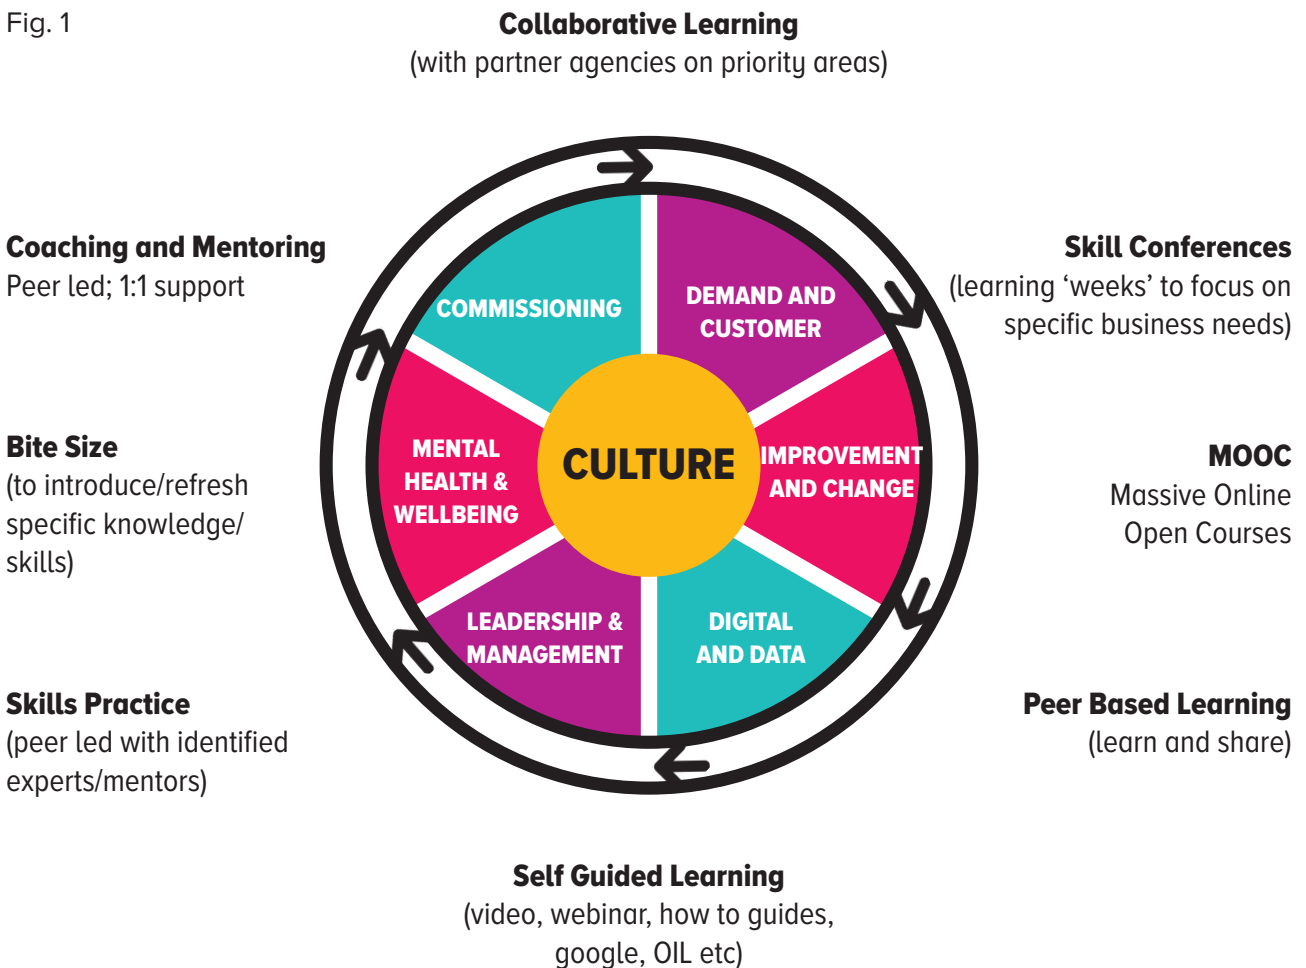 Fig. 1
Collaborative Learning
(with partner agencies on priority areas)
Coaching and Mentoring
Peer led; 1:1 support
Skill Conferences
(learning ‘weeks’ to focus on
specific business needs)
COMMISSIONING
DEMAND AND
CUSTOMER
Bite Size
(to introduce/refresh
specific knowledge/
skills)
MENTAL
HEALTH &
WELLBEING
CULTURE
IMPROVEMENT
AND CHANGE
MOOC
Massive Online
Open Courses
LEADERSHIP &
MANAGEMENT
DIGITAL
AND DATA
Skills Practice
(peer led with identified
experts/mentors)
Peer Based Learning
(learn and share)
Self Guided Learning
(video, webinar, how to guides,
google, OIL etc)